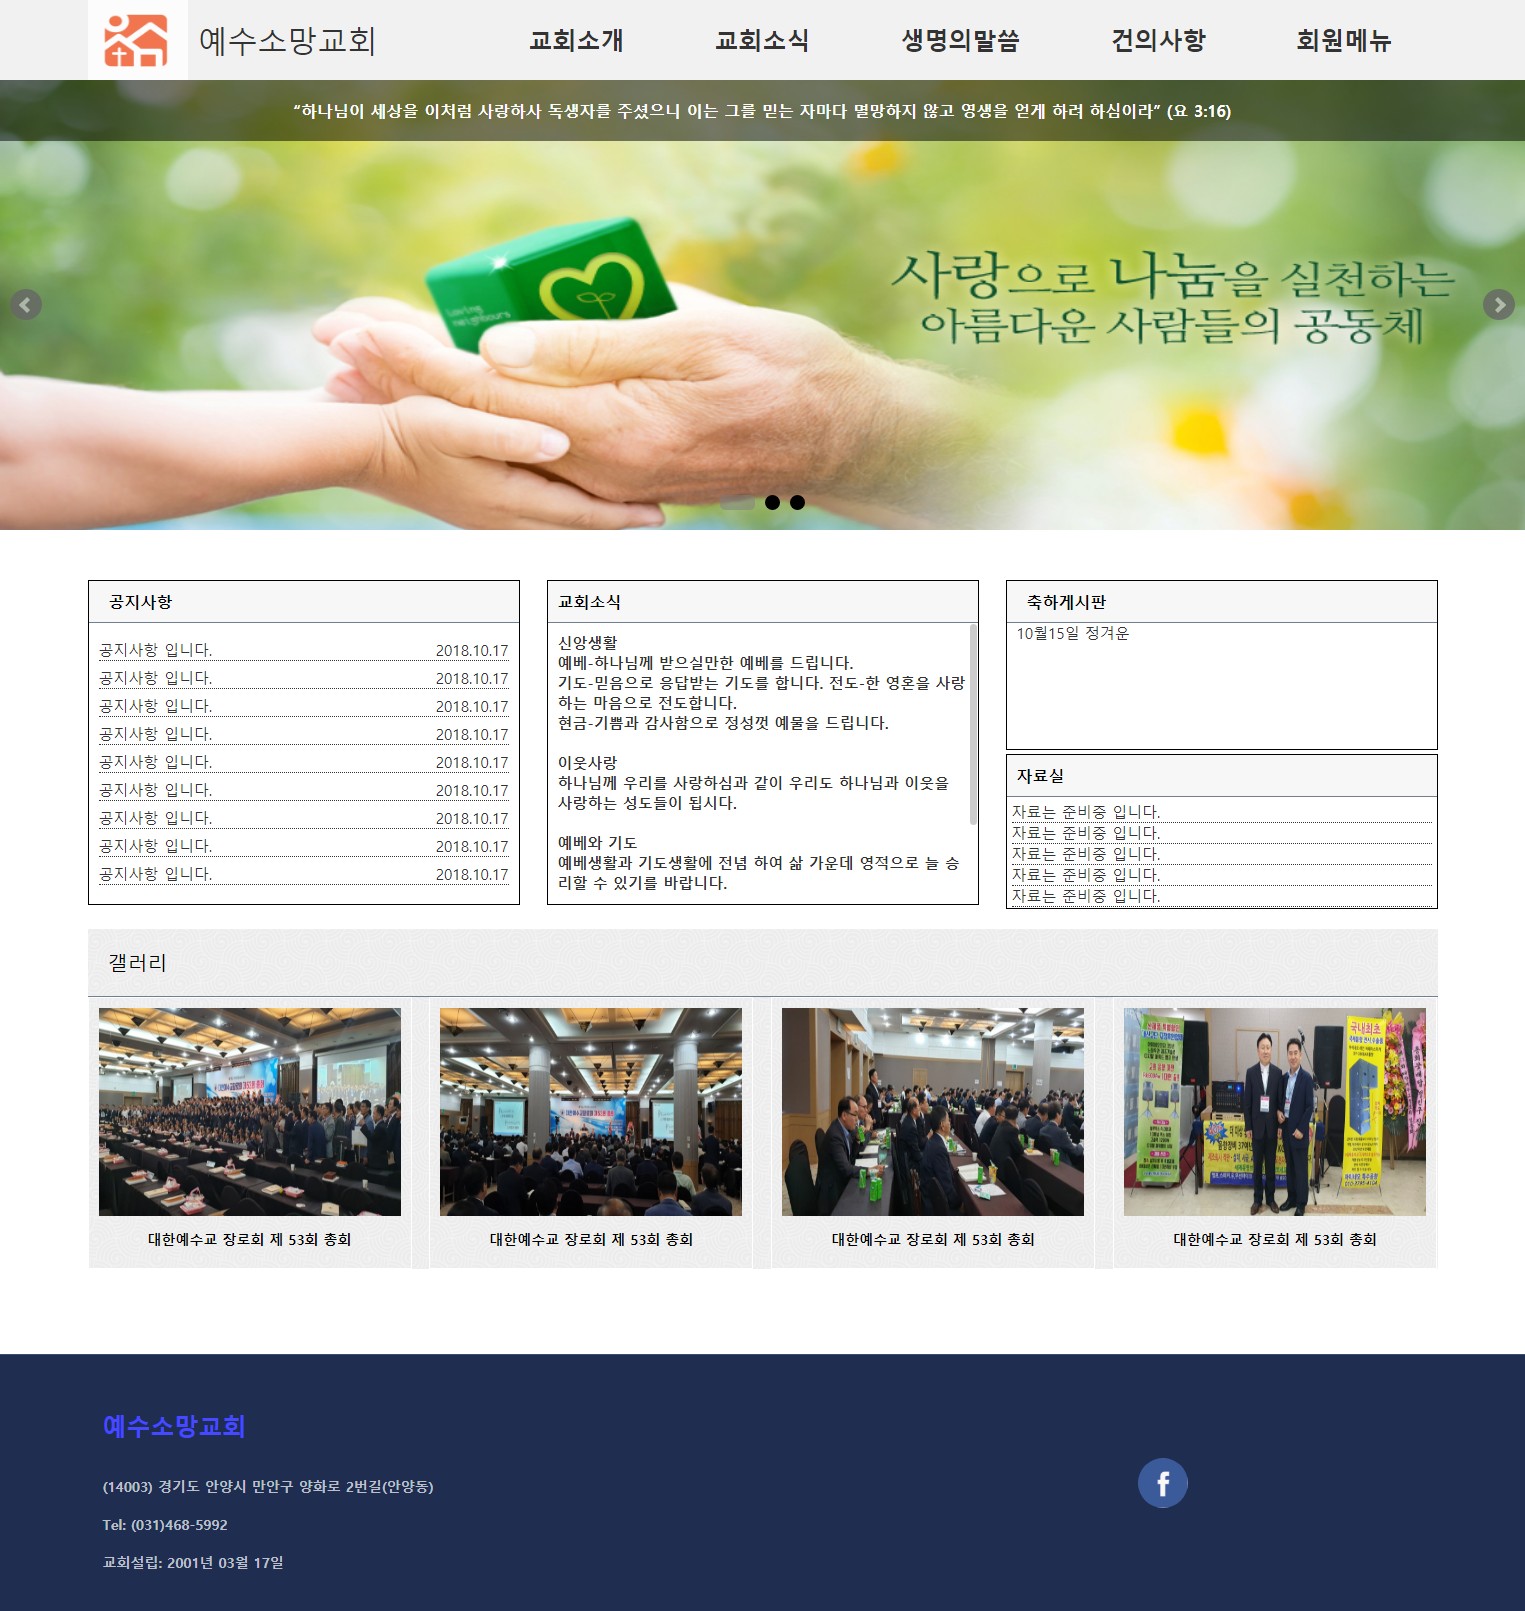 예수소망교회
교회소개
교회소식
생명의말씀
건의사항
회원메뉴
“하나님이 세상을 이처럼 사랑하사 독생자를 주셨으니 이는 그를 믿는 자마다 멸망하지 않고 영생을 얻게 하려 하심이라” (요 3:16)
사랑으로 나눔을 실천하는
아름다운 사람들의 공동체
Loving
neighbours
공지사항
공지사항 입니다. 2018.10.17
공지사항 입니다. 2018.10.17
공지사항 입니다. 2018.10.17
공지사항 입니다. 2018.10.17
공지사항 입니다. 2018.10.17
공지사항 입니다. 2018.10.17
공지사항 입니다. 2018.10.17
공지사항 입니다. 2018.10.17
공지사항 입니다. 2018.10.17
교회소식
신앙생활
예베-하나님께 받으실만한 예베를 드립니다.
기도-믿음으로 응답받는 기도를 합니다. 전도-한 영혼을 사랑
하는 마음으로 전도합니다.
현금-기쁨과 감사함으로 정성껏 예물을 드립니다.
이웃사랑
하나님께 우리를 사랑하심과 같이 우리도 하나님과 이웃을
사랑하는 성도들이 됩시다.
예베와 기도
예베생활과 기도생활에 전념 하여 삶 가운데 영적으로 늘 승
리할 수 있기를 바랍니다.
축하게시판
10월15일 정겨운
자료실
자료는 준비중 입니다.
자료는 준비중 입니다.
자료는 준비중 입니다.
자료는 준비중 입니다.
자료는 준비중 입니다.
갤러리
국내최초
대한예수교 장로회 제 53회 총회
대한예수교 장로회 제 53회 총회
대한예수교 장로회 제 53회 총회
대한예수교 장로회 제 53회 총회
예수소망교회
(14003) 경기도 안양시 만안구 양화로 2번길(안양동)
Tel: (031)468-5992
교회설립: 2001년 03월 17일